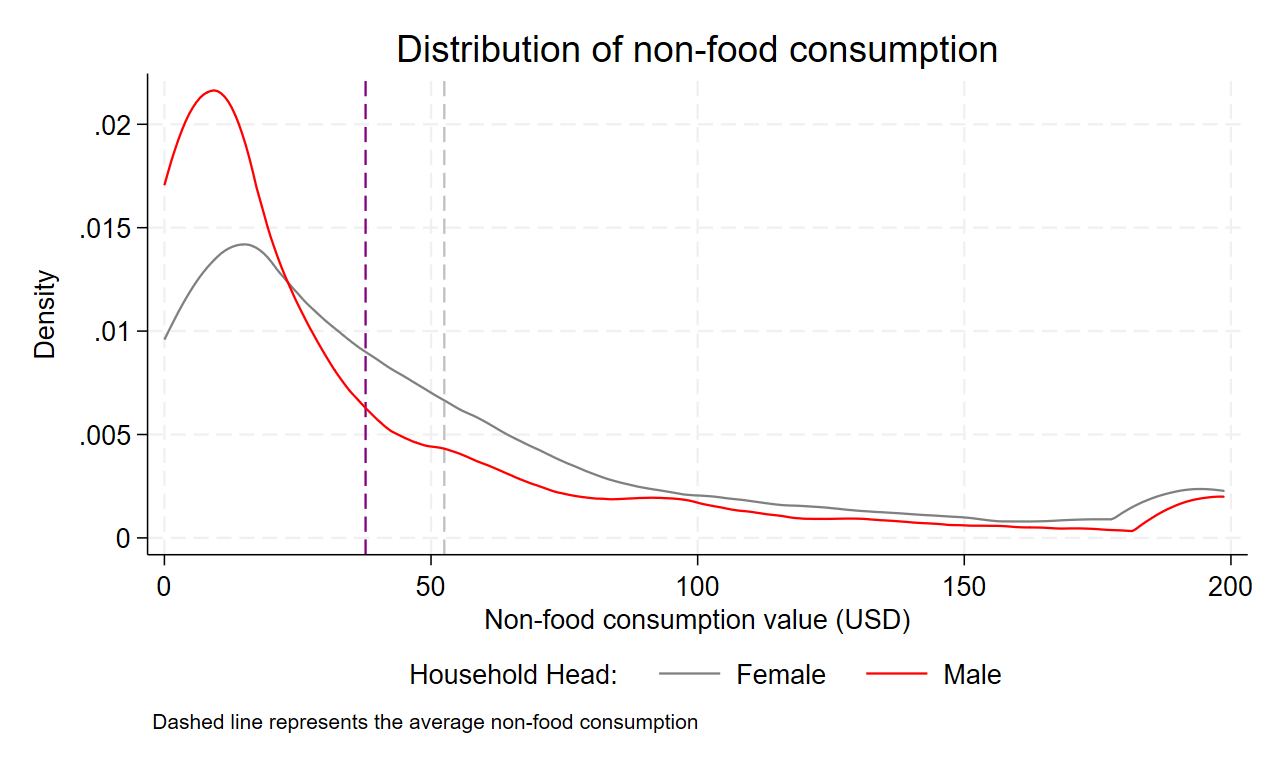 Distribution of non-food consumption
.02
.015
.01
.005
0
Density
0 50 100 150 200
Non-food consumption value (USD)
Household Head: Female Male
Dashed line represents the average non-food consumption